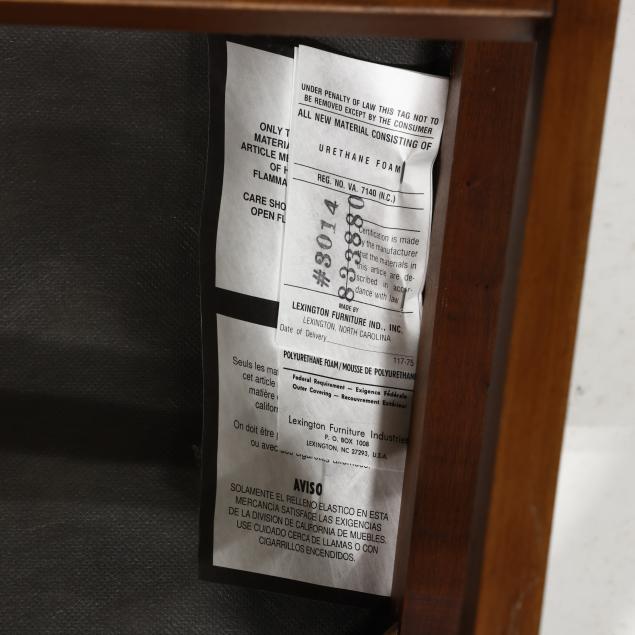 ONLY
MATERIA
ARTICLE ME
OF
FLAMMA
CARE SHO
OPEN FL
UNDER PENALTY OF LAW THIS TAG NOT TO
BE REMOVED EXCEPT BY THE CONSUMER
ALL NEW MATERIAL CONSISTING OF
URETHANE FOAM
REG. NO. VA. 7140 (N.C.)
#3014
833880
Certification is made
by the manufacturer
that the materials in
this article are de-
scribed in accor-
dance with law
MADE BY
LEXINGTON FURNITURE IND., INC.
LEXINGTON, NORTH CAROLINA
Date of Delivery
117-75
POLYURETHANE FOAM/MOUSSE DE POLYURETHANE
Federal Requirement – Exigence Fédérale
Outer Covering – Recouvrement Extérieur
Lexington Furniture Industries
P. O. BOX 1008
LEXINGTON, NC 27293, U.S.A.
Seuls les ma
cet article
matière
califor
On doit être
ou avec
AVISO
SOLAMENTE EL RELLENO ELASTICO EN ESTA
MERCANCIA SATISFACE LAS EXIGENCIAS
DE LA DIVISION DE CALIFORNIA DE MUEBLES.
USE CUIDADO CERCA DE LLAMAS O CON
CIGARRILLOS ENCENDIDOS.